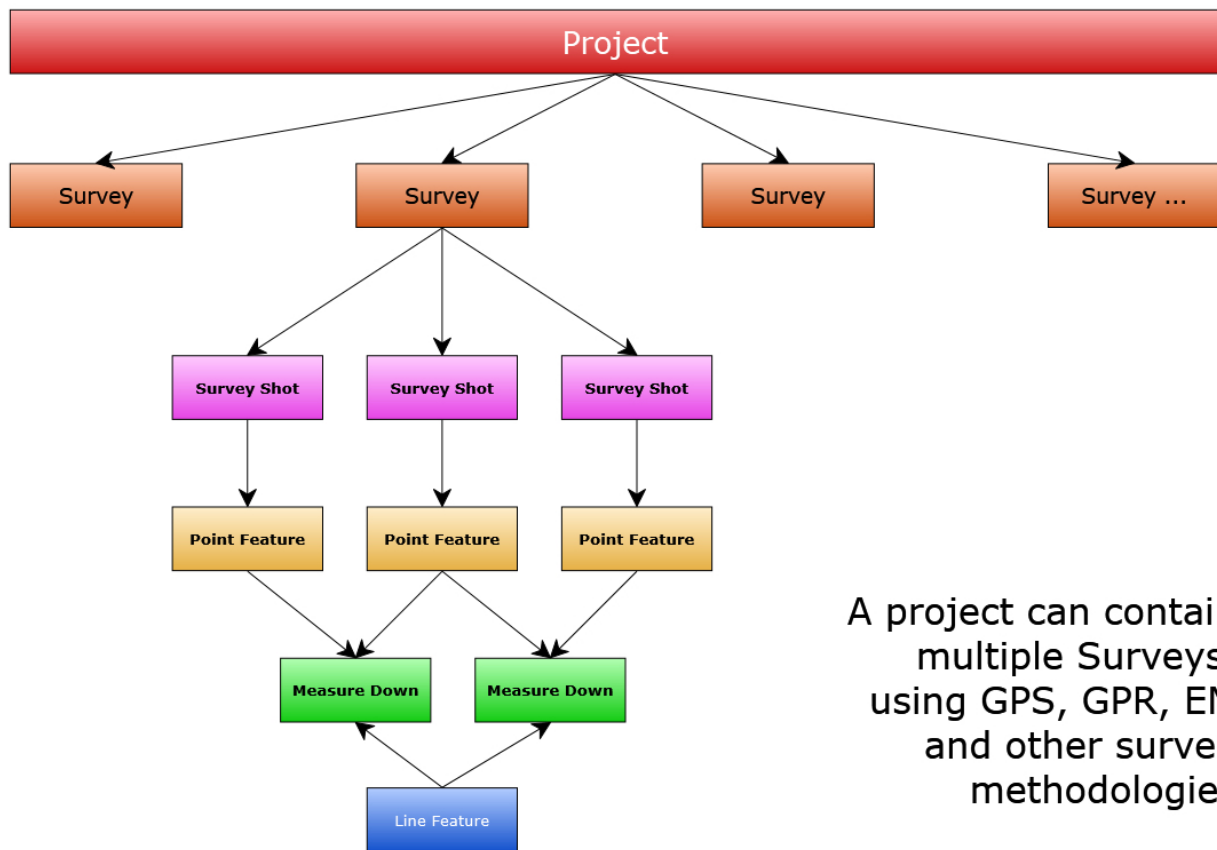 Project
Survey
Survey
Survey
Survey ...
Survey Shot
Survey Shot
Survey Shot
Point Feature
Point Feature
Point Feature
A project can contai
multiple Surveys
using GPS, GPR, EM
and other surve
methodologie
Measure Down
Measure Down
Line Feature